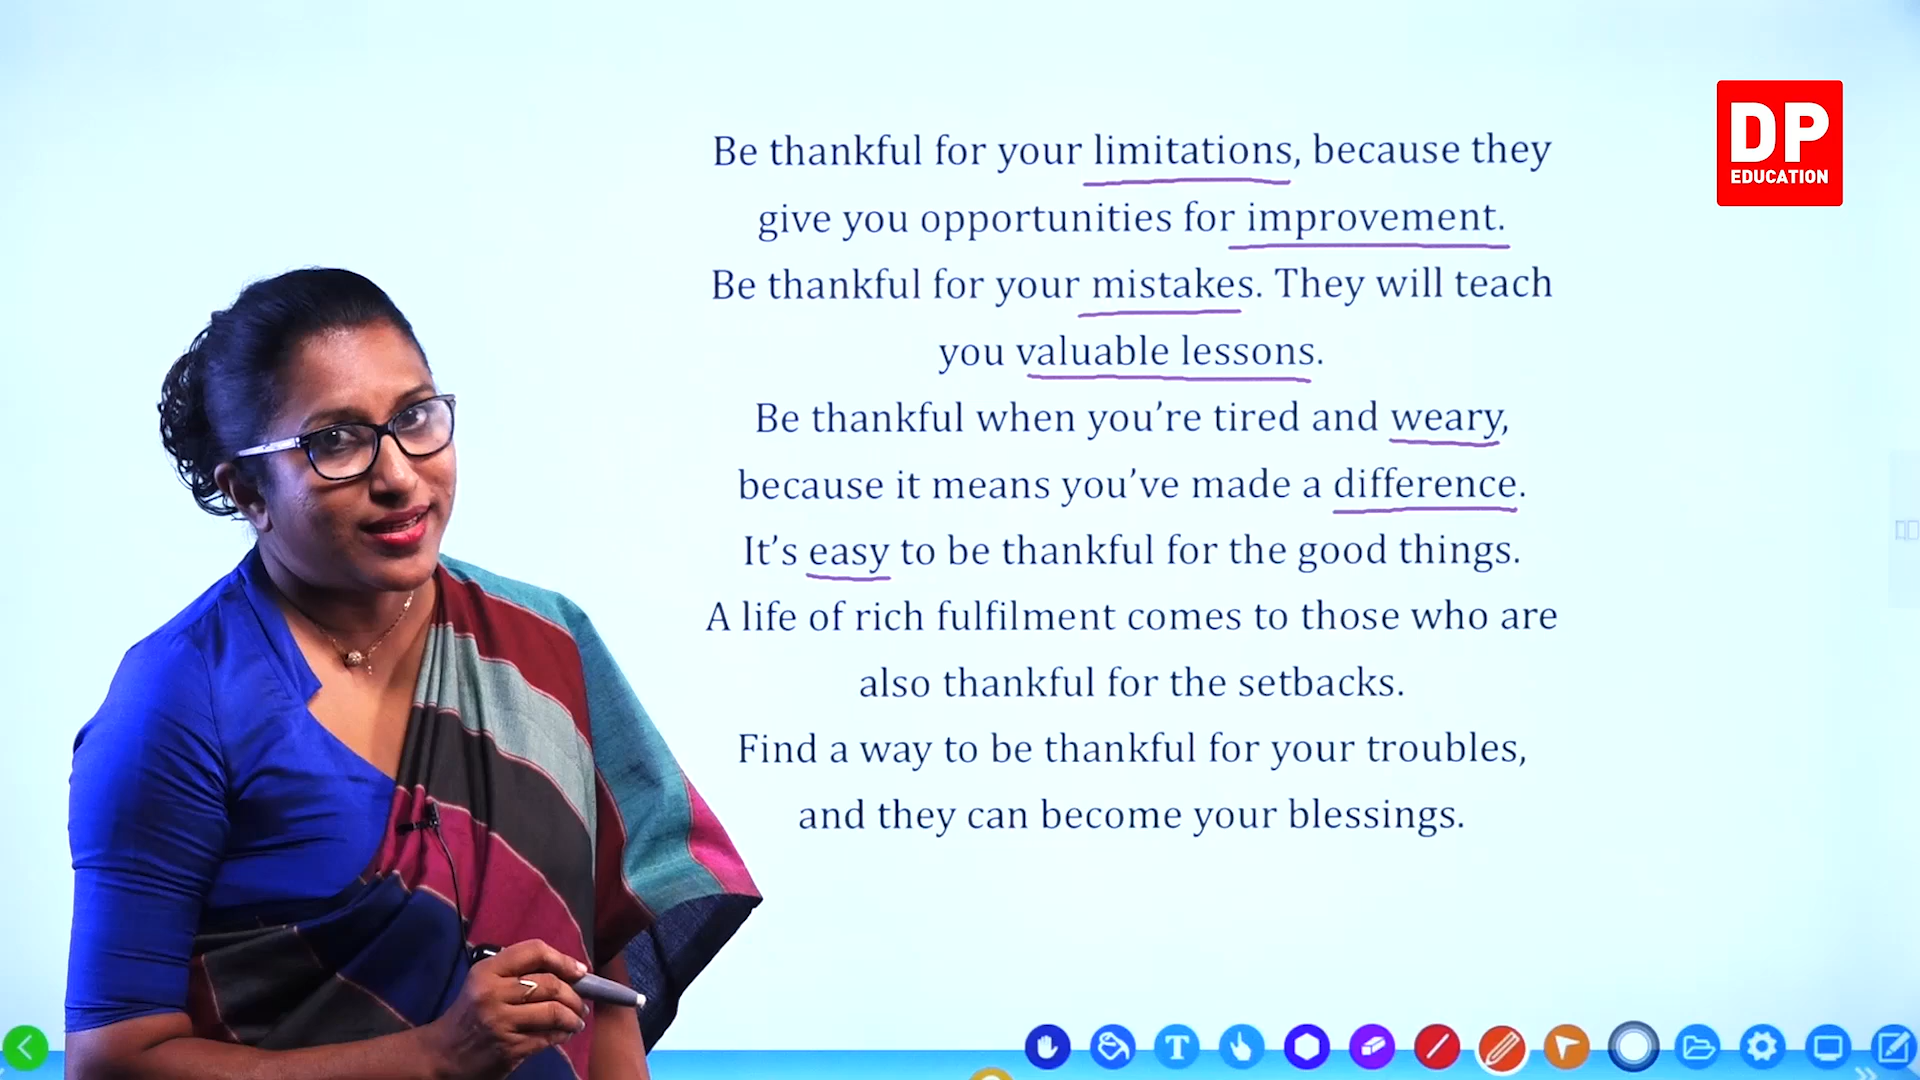 DP
EDUCATION
Be thankful for your limitations, because they
give you opportunities for improvement.
Be thankful for your mistakes. They will teach
you valuable lessons.
Be thankful when you’re tired and weary,
because it means you’ve made a difference.
It’s easy to be thankful for the good things.
A life of rich fulfilment comes to those who are
also thankful for the setbacks.
Find a way to be thankful for your troubles,
and they can become your blessings.
T